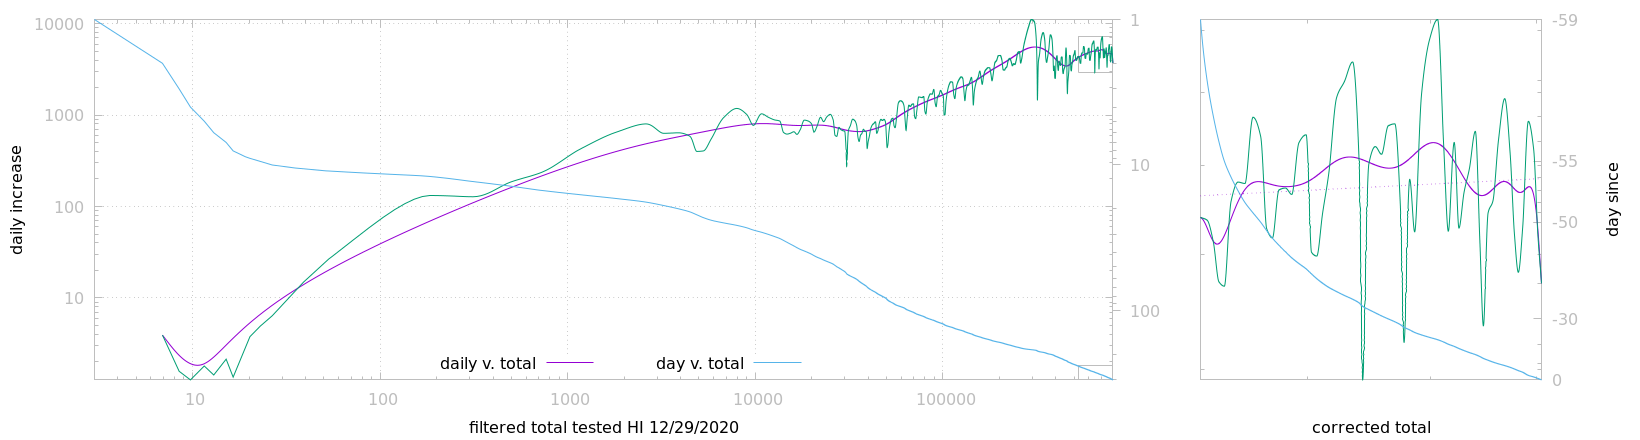 10000
1000
100
10
daily increase
10
100
1000
10000
100000
1
10
100
daily v. total
day v. total
filtered total tested HI 12/29/2020
-59
-55
-50
-30
0
day since
corrected total